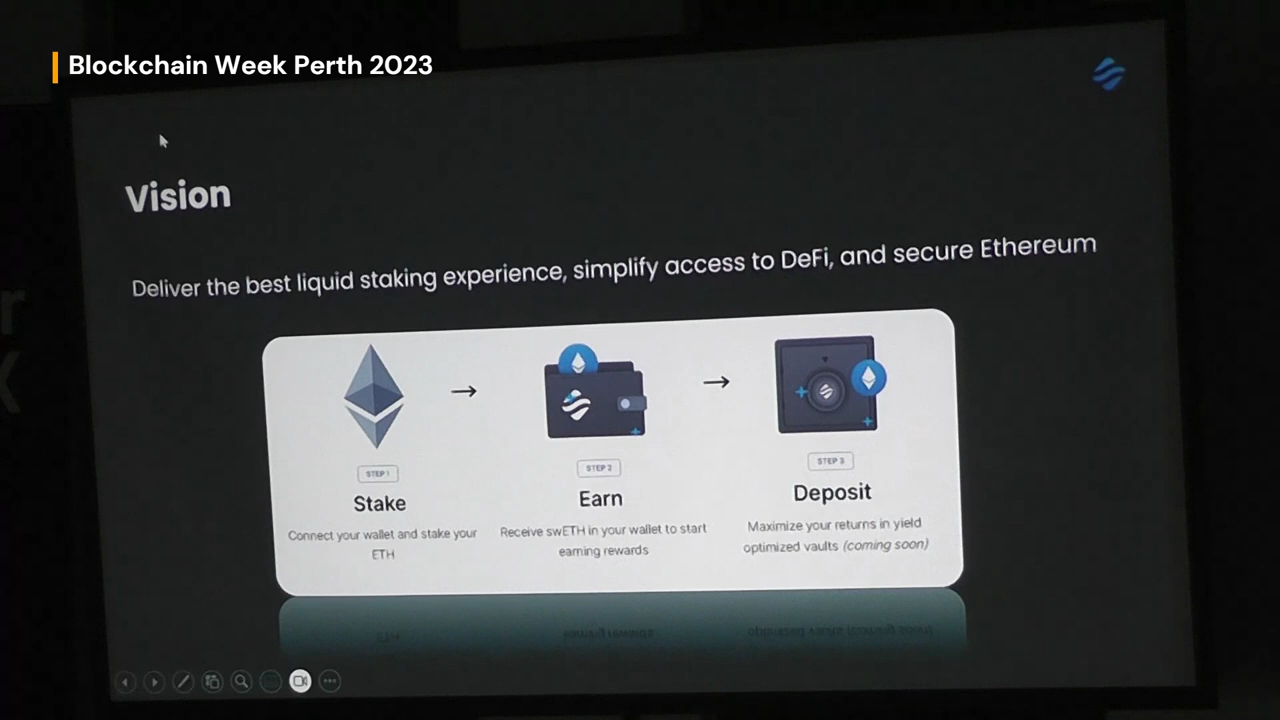 Blockchain Week Perth 2023
Vision
Deliver the best liquid staking experience, simplify access to DeFi, and secure Ethereum
STEP 1
Stake
Connect your wallet and stake your
ETH
STEP 2
Earn
Receive swETH in your wallet to start
earning rewards
STEP 3
Deposit
Maximize your returns in yield
optimized vaults (coming soon)